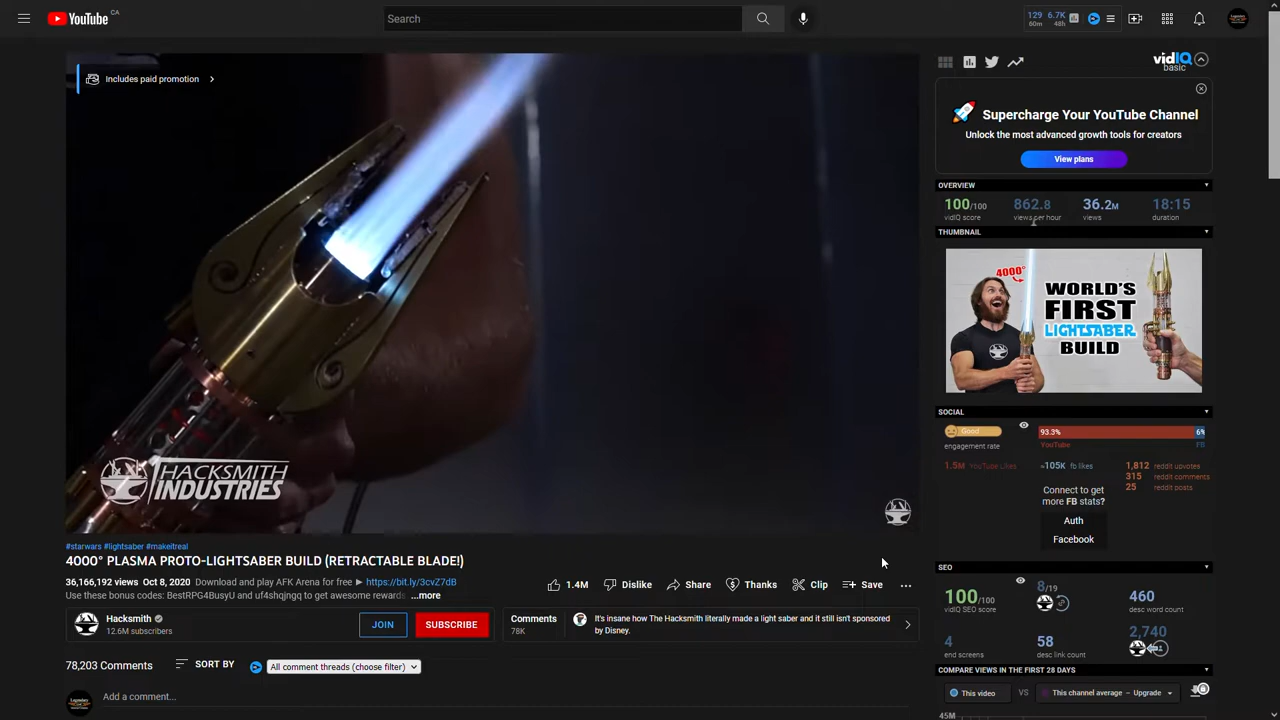 YouTube CA
Search
129 6.7K
60m 48h
Includes paid promotion
HACKSMITH
INDUSTRIES
#starwars #lightsaber #makeitreal
4000° PLASMA PROTO-LIGHTSABER BUILD (RETRACTABLE BLADE!)
36,166,192 views Oct 8, 2020 Download and play AFK Arena for free ► https://bit.ly/3cvZ7dB
Use these bonus codes: BestRPG4BusyU and uf4shqjngq to get awesome rewards ...more
1.4M Dislike Share Thanks Clip Save
Hacksmith
12.6M subscribers
JOIN SUBSCRIBE
Comments
78K
It's insane how The Hacksmith literally made a light saber and it still isn't sponsored
by Disney.
78,203 Comments SORT BY All comment threads (choose filter)
Add a comment...
vidIQ
basic
Supercharge Your YouTube Channel
Unlock the most advanced growth tools for creators
View plans
OVERVIEW
100/100 862.8 36.2M 18:15
vidIQ score views per hour views duration
THUMBNAIL
4000°
WORLD'S
FIRST
LIGHTSABER
BUILD
SOCIAL
Good 93.3% 6%
engagement rate YouTube FB
1.5M YouTube Likes ≈105K fb likes 1,812 reddit upvotes
315 reddit comments
25 reddit posts
Connect to get
more FB stats?
Auth
Facebook
SEO
100/100 8/19 460
vidIQ SEO score desc word count
4 58 2,740
end screens desc link count
COMPARE VIEWS IN THE FIRST 28 DAYS
This video VS This channel average – Upgrade
45M